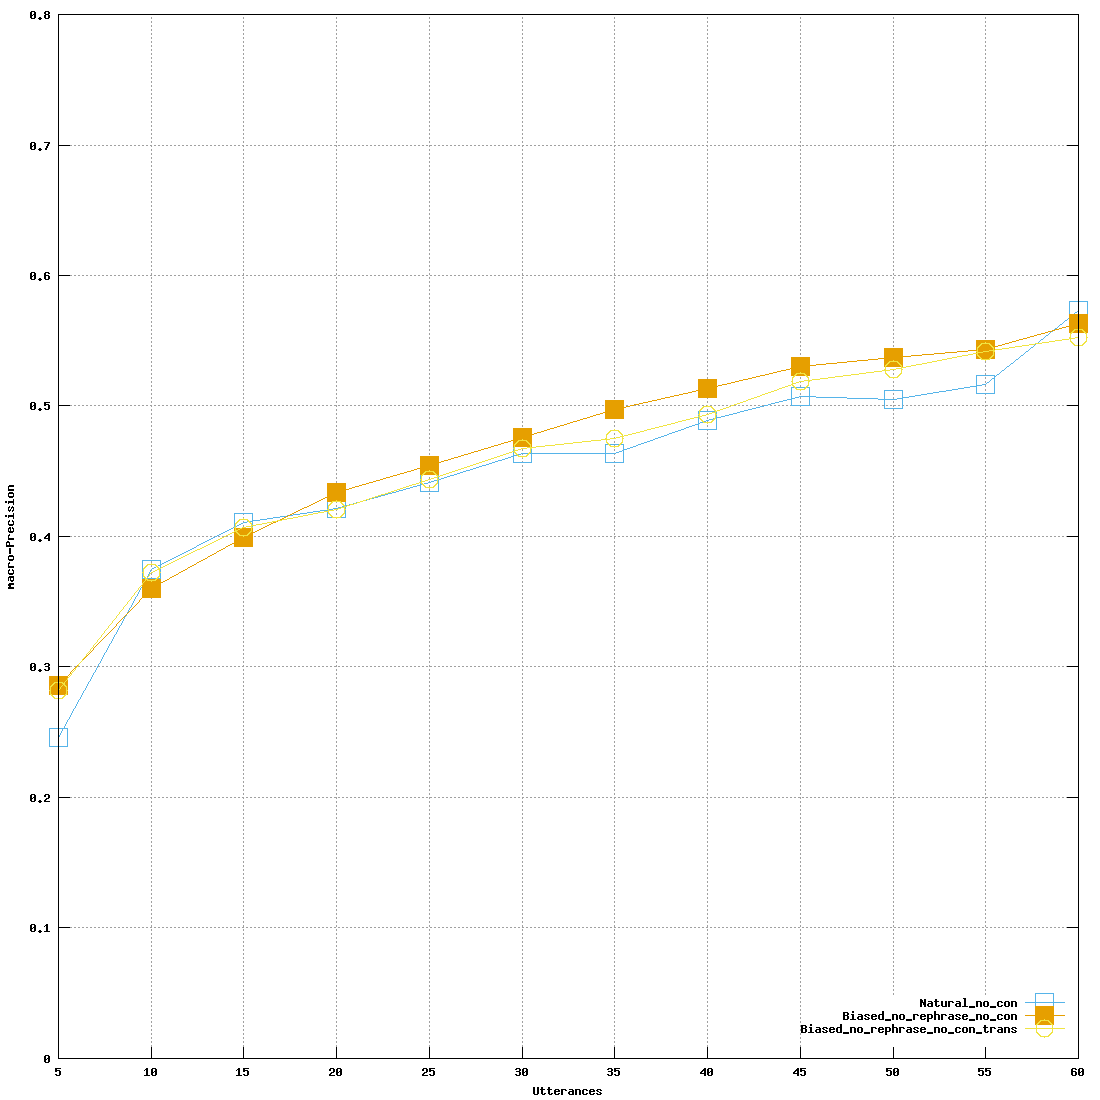 0.8
0.7
0.6
0.5
0.4
0.3
0.2
0.1
0
macro-Precision
Natural_no_con
Biased_no_rephrase_no_con
Biased_no_rephrase_no_con_trans
5 10 15 20 25 30 35 40 45 50 55 60
Utterances